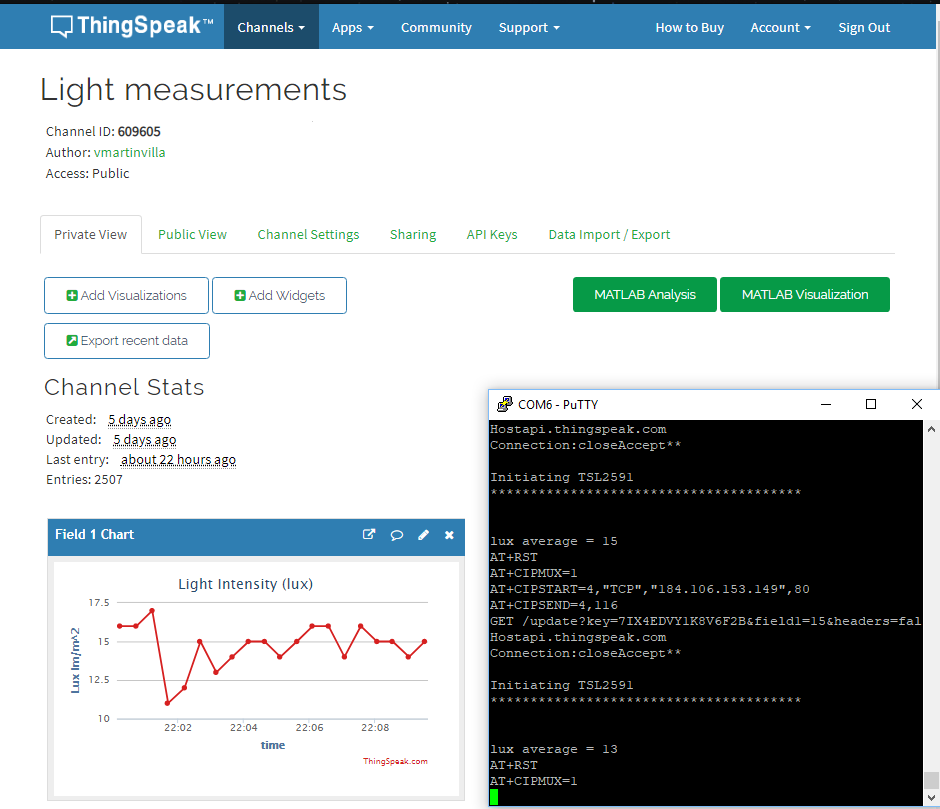 ThingSpeak™ Channels Apps Community Support How to Buy Account Sign Out
Light measurements
Channel ID: 609605
Author: vmartinvilla
Access: Public
Private View Public View Channel Settings Sharing API Keys Data Import / Export
Add Visualizations Add Widgets MATLAB Analysis MATLAB Visualization
Export recent data
Channel Stats
Created: 5 days ago
Updated: 5 days ago
Last entry: about 22 hours ago
Entries: 2507
Field 1 Chart
Light Intensity (lux)
Lux lm/m^2
17.5
15
12.5
10
22:02 22:04 22:06 22:08
time
ThingSpeak.com
COM6 - PuTTY
Hostapi.thingspeak.com
Connection:closeAccept**
Initiating TSL2591
***************************************
lux average = 15
AT+RST
AT+CIPMUX=1
AT+CIPSTART=4,"TCP","184.106.153.149",80
AT+CIPSEND=4,116
GET /update?key=7IX4EDVY1K8V6F2B&field1=15&headers=fal
Hostapi.thingspeak.com
Connection:closeAccept**
Initiating TSL2591
***************************************
lux average = 13
AT+RST
AT+CIPMUX=1